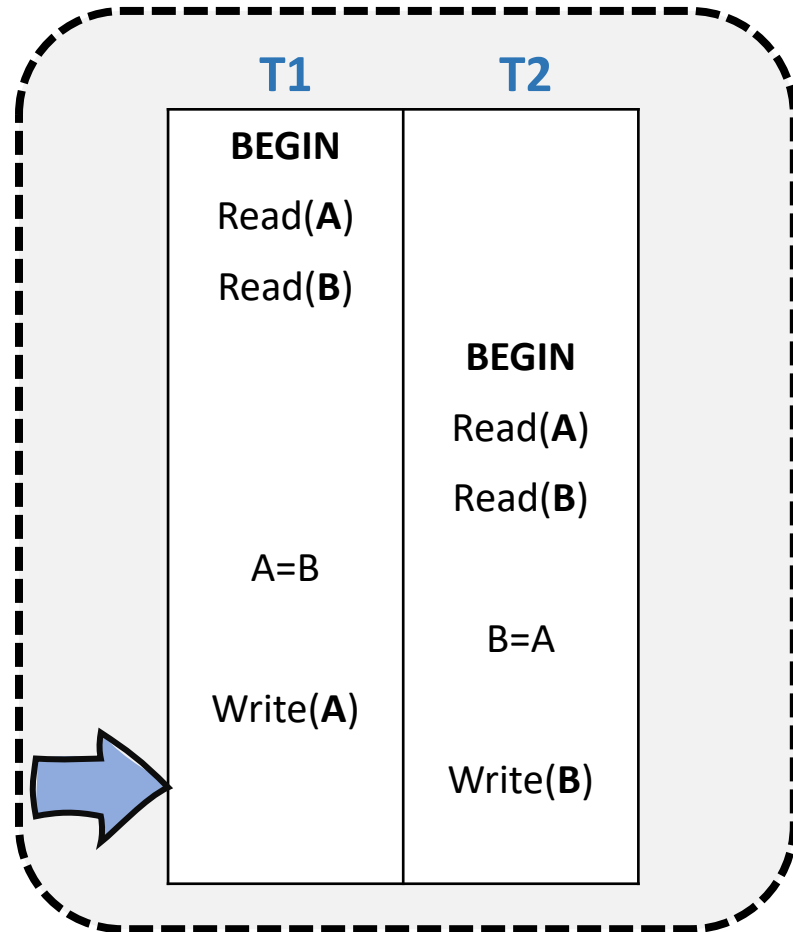 T1 T2
BEGIN
Read(A)
Read(B)
BEGIN
Read(A)
Read(B)
A=B
B=A
Write(A)
Write(B)